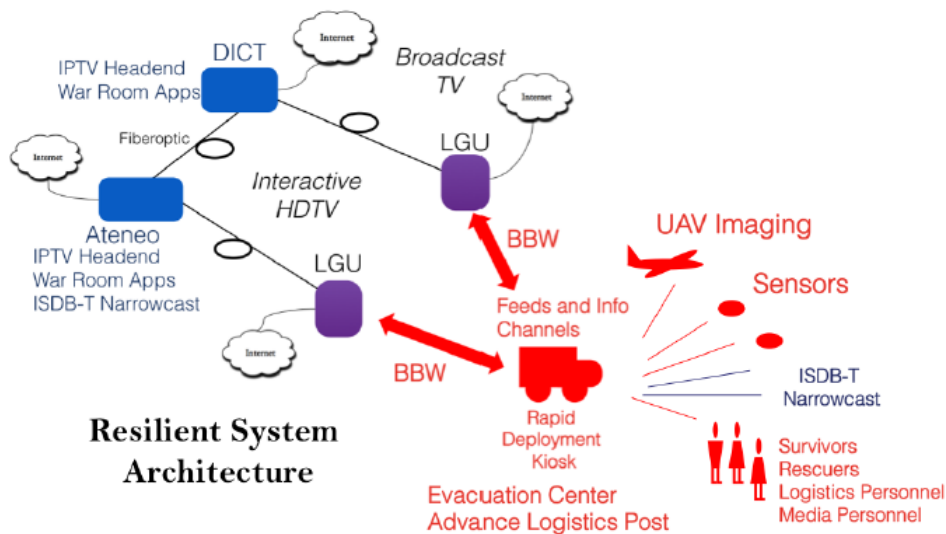 Internet
DICT
IPTV Headend
War Room Apps
Broadcast
TV
Internet
Fiberoptic
LGU
Internet
Interactive
HDTV
Ateneo
IPTV Headend
War Room Apps
ISDB-T Narrowcast
LGU
Internet
BBW
BBW
UAV Imaging
Sensors
Feeds and Info
Channels
ISDB-T
Narrowcast
Rapid
Deployment
Kiosk
Resilient System
Architecture
Evacuation Center
Advance Logistics Post
Survivors
Rescuers
Logistics Personnel
Media Personnel